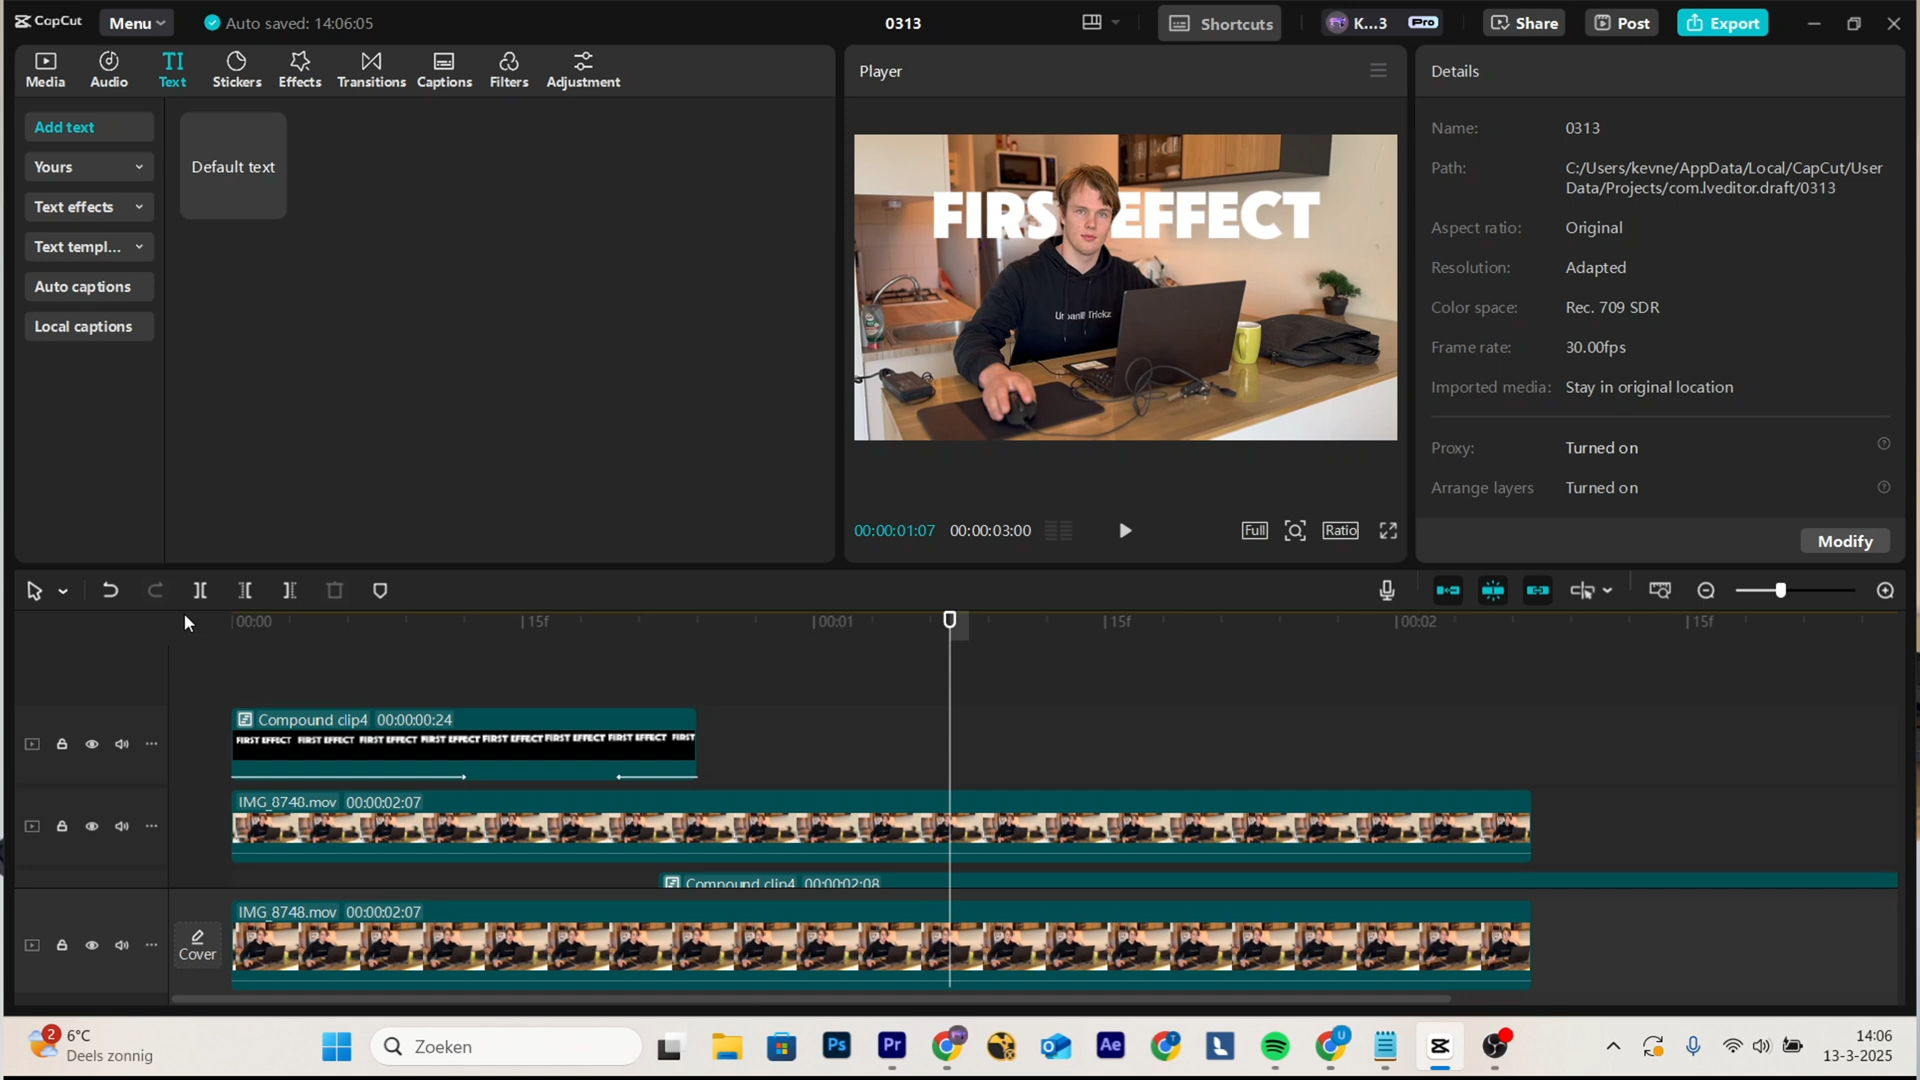 CapCut
Menu
Auto saved: 14:06:05
0313
Shortcuts
K...3
Pro
Share
Post
Export
Media
Audio
TI
Text
Stickers
Effects
Transitions
Captions
Filters
Adjustment
Add text
Yours
Text effects
Text templ...
Auto captions
Local captions
Default text
Player
FIRS EFFECT
Urban Trickz
00:00:01:07
00:00:03:00
Full
Ratio
Details
Name:
0313
Path:
C:/Users/kevne/AppData/Local/CapCut/User
Data/Projects/com.lveditor.draft/0313
Aspect ratio:
Original
Resolution:
Adapted
Color space:
Rec. 709 SDR
Frame rate:
30.00fps
Imported media:
Stay in original location
Proxy:
Turned on
Arrange layers
Turned on
Modify
00:00
15f
00:01
15f
00:02
15f
Compound clip4 00:00:00:24
FIRST EFFECT FIRST EFFECT FIRST EFFECT FIRST EFFECT FIRST EFFECT FIRST EFFECT FIRST EFFECT FIRST
IMG_8748.mov 00:00:02:07
Compound clip4 00:00:02:08
IMG_8748.mov 00:00:02:07
Cover
2
6°C
Deels zonnig
Zoeken
Ps
Pr
Ae
T
L
U
14:06
13-3-2025